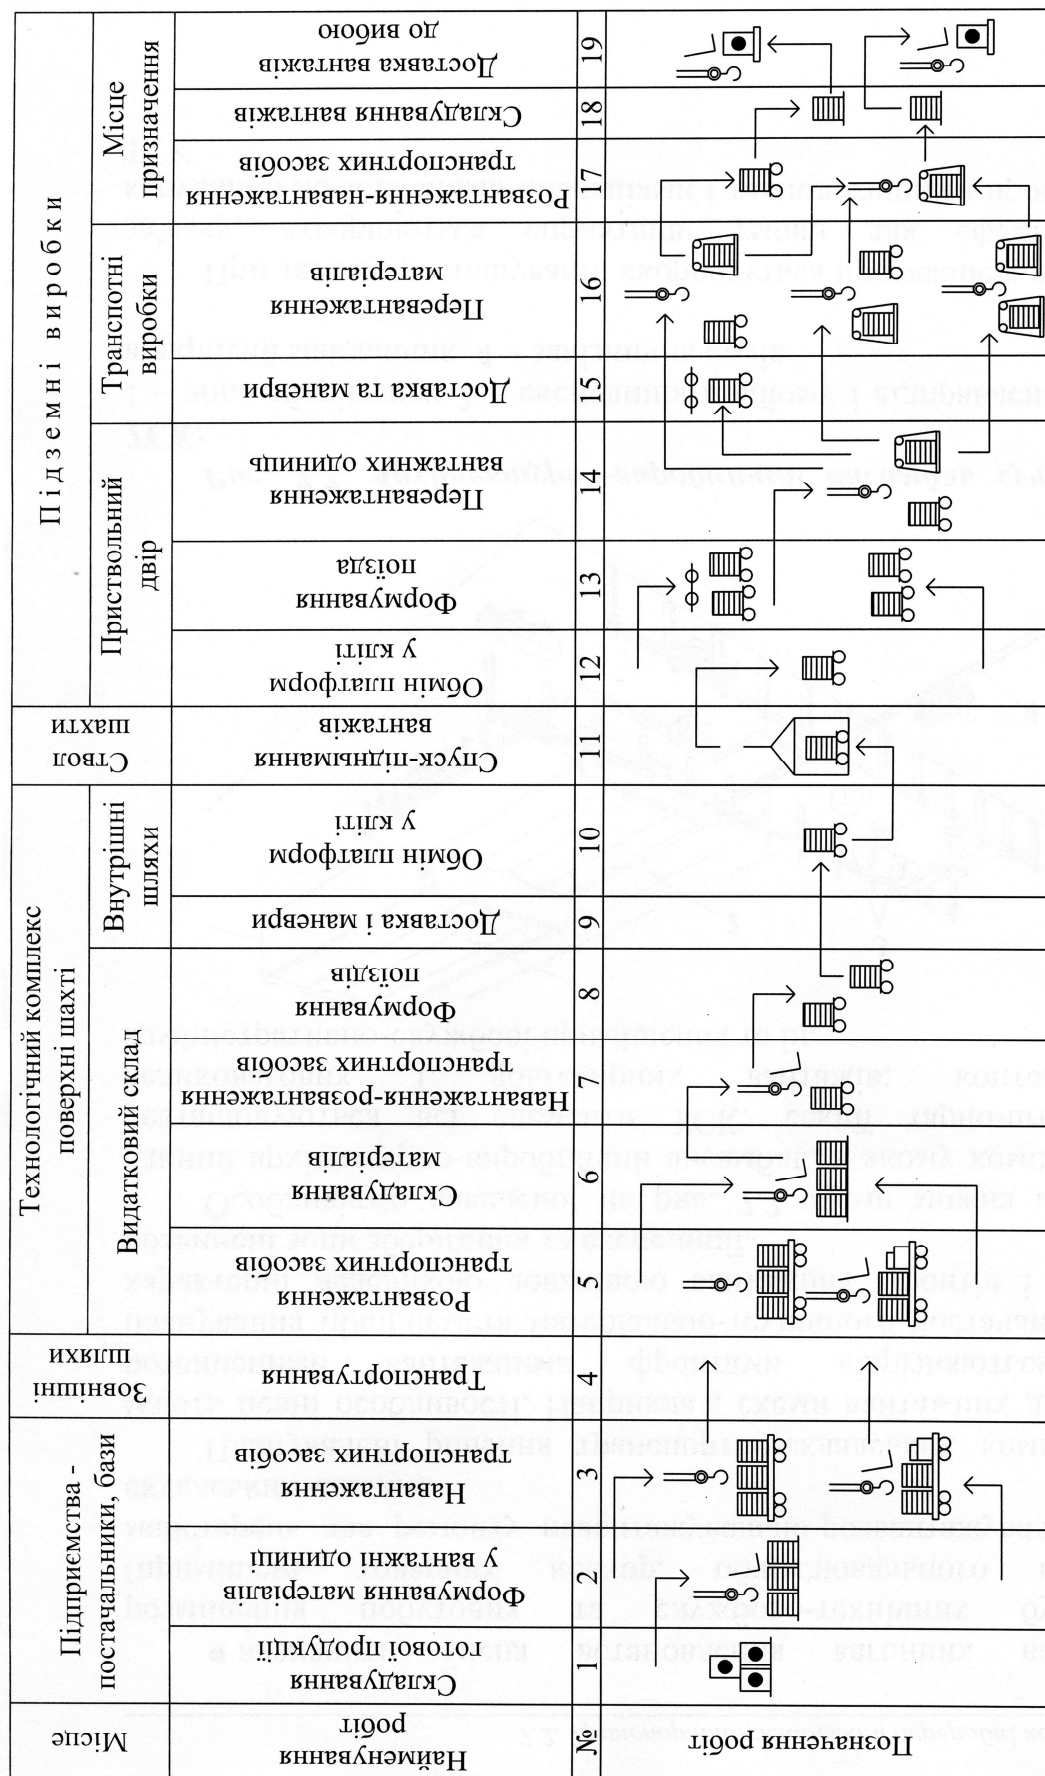 Місце
Підприємства -
постачальники, бази
Зовнішні
шляхи
Технологічний комплекс
поверхні шахті
Видатковий склад
Внутрішні
шляхи
Ствол
шахти
Підземні виробки
Приствольний
двір
Транспотні
виробки
Місце
призначення
Найменування
робіт
Складування
готової продукції
Формування матеріалів
у вантажні одиниці
Навантаження
транспортних засобів
Транспортування
Розвантаження
транспортних засобів
Складування
матеріалів
Навантаження-розвантаження
транспортних засобів
Формування
поїздів
Доставка і маневри
Обмін платформ
у кліті
Спуск-піднымання
вантажів
Обмін платформ
у кліті
Формування
поїзда
Перевантаження
вантажних одиниць
Доставка та маневри
Перевантаження
матеріалів
Розвантаження-навантаження
транспортних засобів
Складування вантажів
Доставка вантажів
до вибою
№
1
2
3
4
5
6
7
8
9
10
11
12
13
14
15
16
17
18
19
Позначення робіт